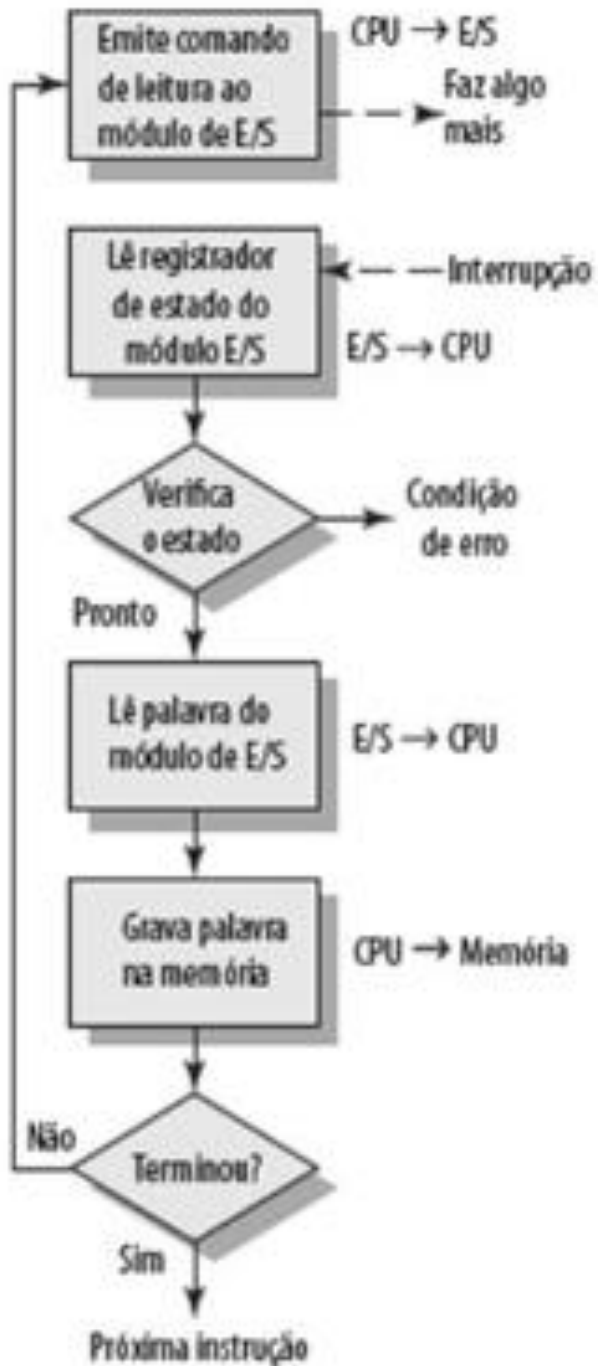 Emite comando
de leitura ao
módulo de E/S
CPU → E/S
Faz algo
mais
Lê registrador
de estado do
módulo E/S
Interrupção
E/S → CPU
Verifica
o estado
Condição
de erro
Pronto
Lê palavra do
módulo de E/S
E/S → CPU
Grava palavra
na memória
CPU → Memória
Não
Terminou?
Sim
Próxima instrução